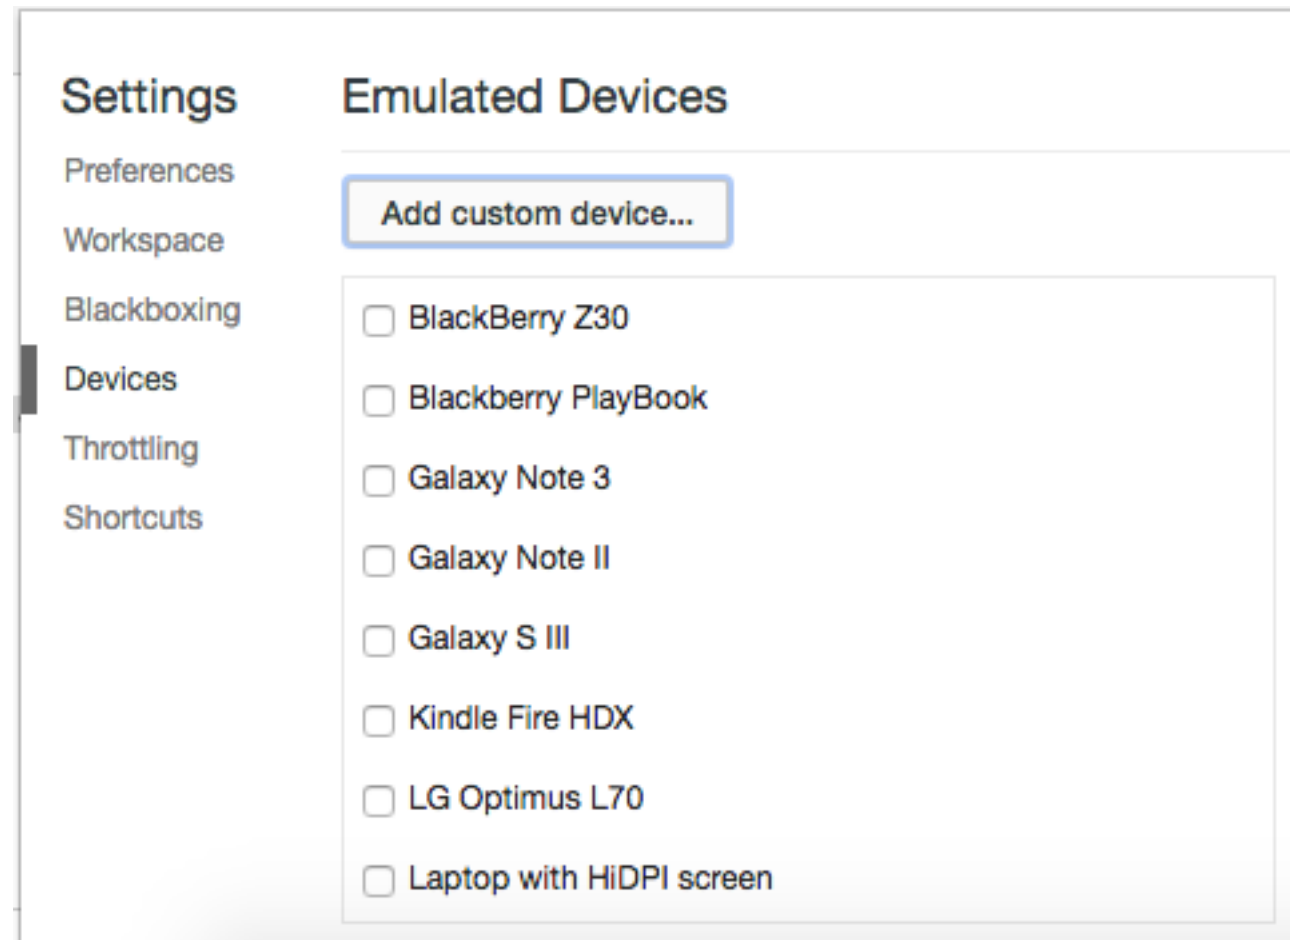 Settings
Preferences
Workspace
Blackboxing
Devices
Throttling
Shortcuts
Emulated Devices
Add custom device...
BlackBerry Z30
Blackberry PlayBook
Galaxy Note 3
Galaxy Note II
Galaxy S III
Kindle Fire HDX
LG Optimus L70
Laptop with HiDPI screen